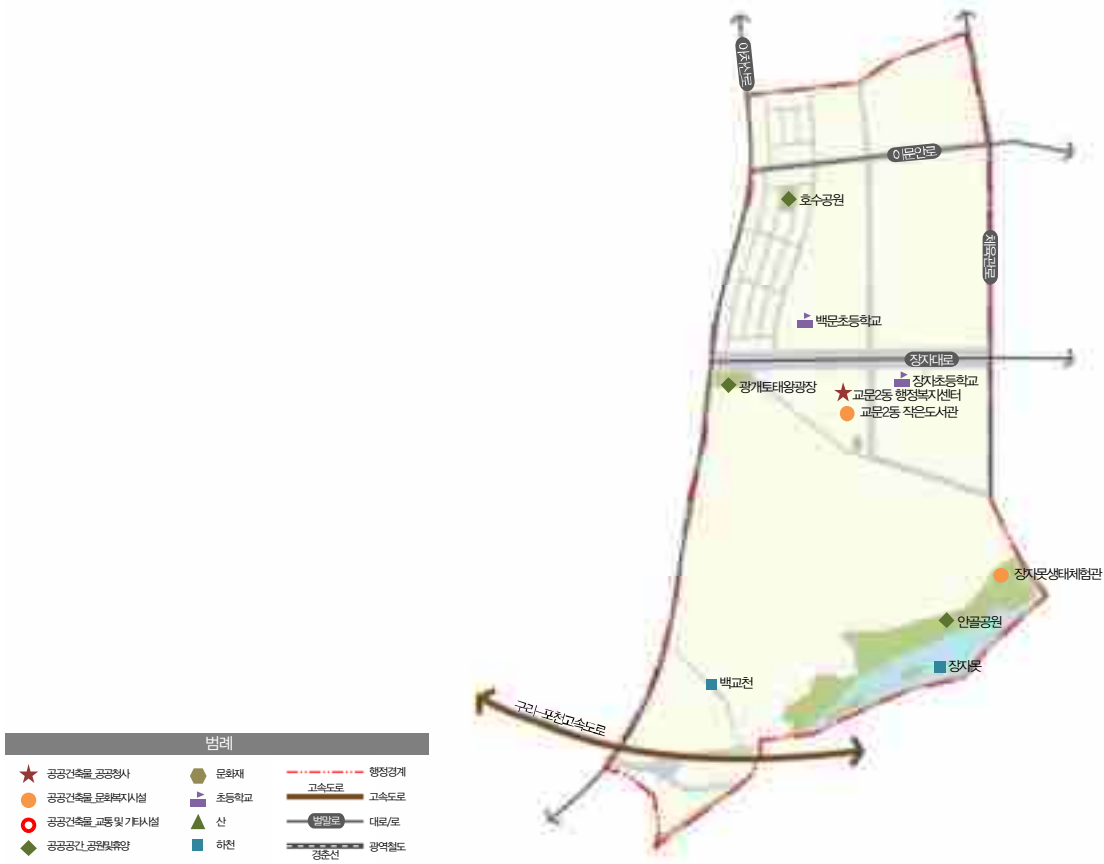 아차산로
이문안로
호수공원
체육관로
백문초등학교
장자대로
광개토태왕광장
장자초등학교
교문2동 행정복지센터
교문2동 작은도서관
장자못생태체험관
안골공원
장자못
백교천
구리-포천고속도로
범례
공공건축물_공공청사
문화재
행정경계
공공건축물_문화복지시설
초등학교
고속도로
고속도로
공공건축물_교통 및 기타시설
산
벌말로
대로/로
공공공간_공원및휴양
하천
경춘선
광역철도